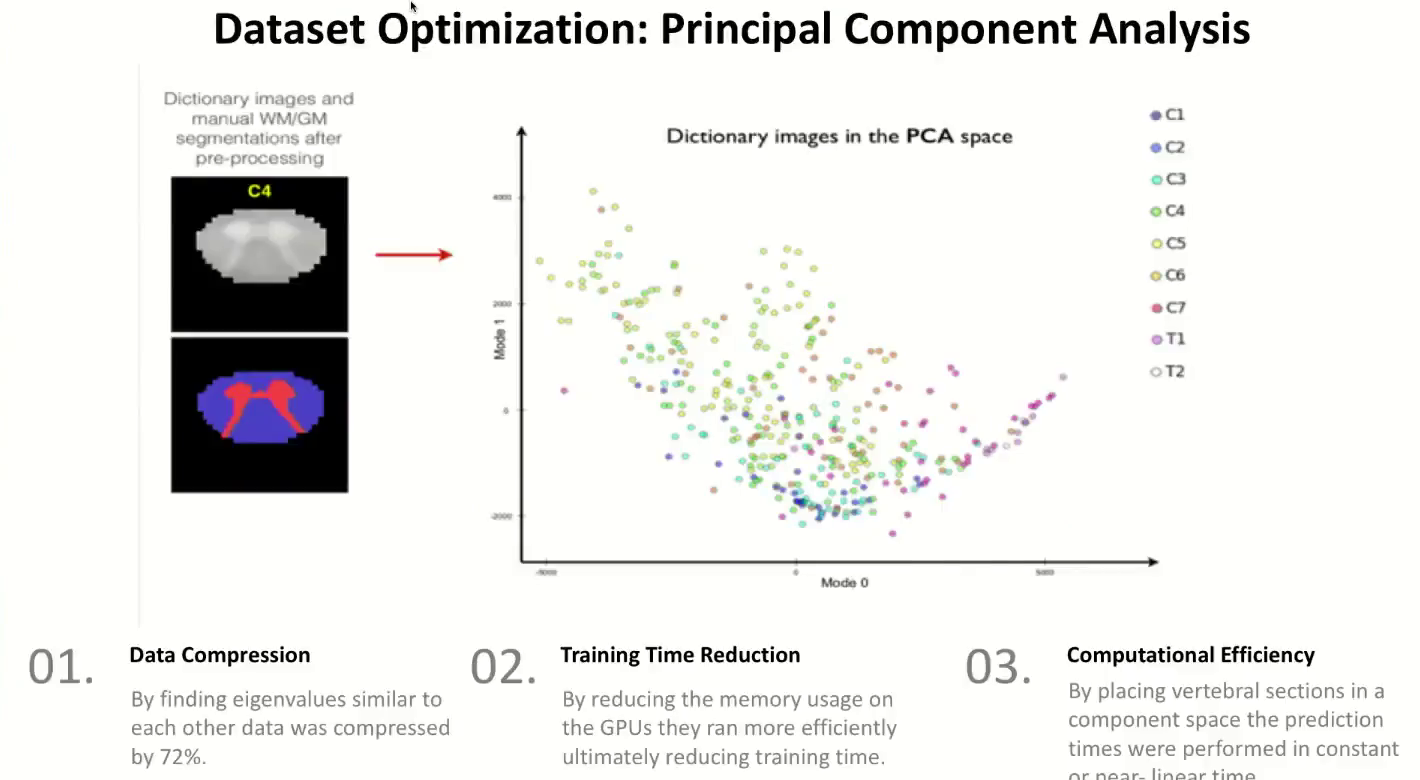 Dataset Optimization: Principal Component Analysis
Dictionary images and
manual WM/GM
segmentations after
pre-processing
C4
Dictionary images in the PCA space
C1
C2
C3
C4
C5
C6
C7
T1
T2
4000
2000
0
-2000
Mode 1
-5000
0
5000
Mode 0
01.
Data Compression
By finding eigenvalues similar to
each other data was compressed
by 72%.
02.
Training Time Reduction
By reducing the memory usage on
the GPUs they ran more efficiently
ultimately reducing training time.
03.
Computational Efficiency
By placing vertebral sections in a
component space the prediction
times were performed in constant
or near- linear time